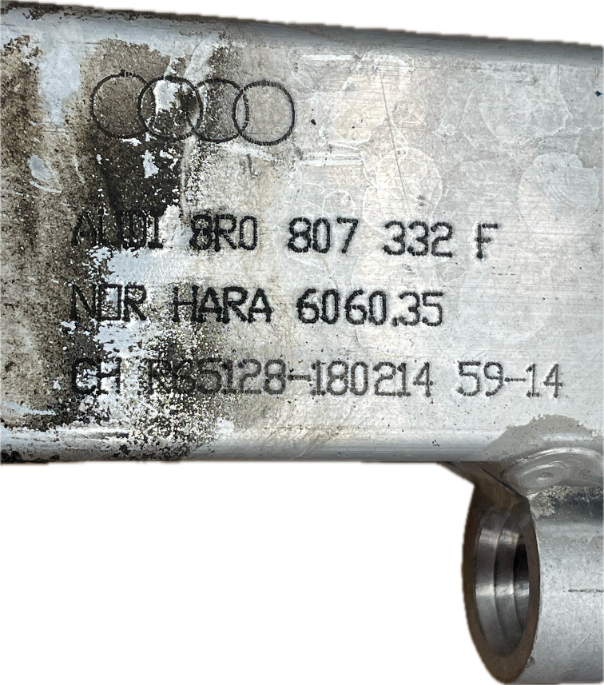 AUDI 8R0 807 332 F
NOR HARA 6060.35
CH R65128-180214 59-14